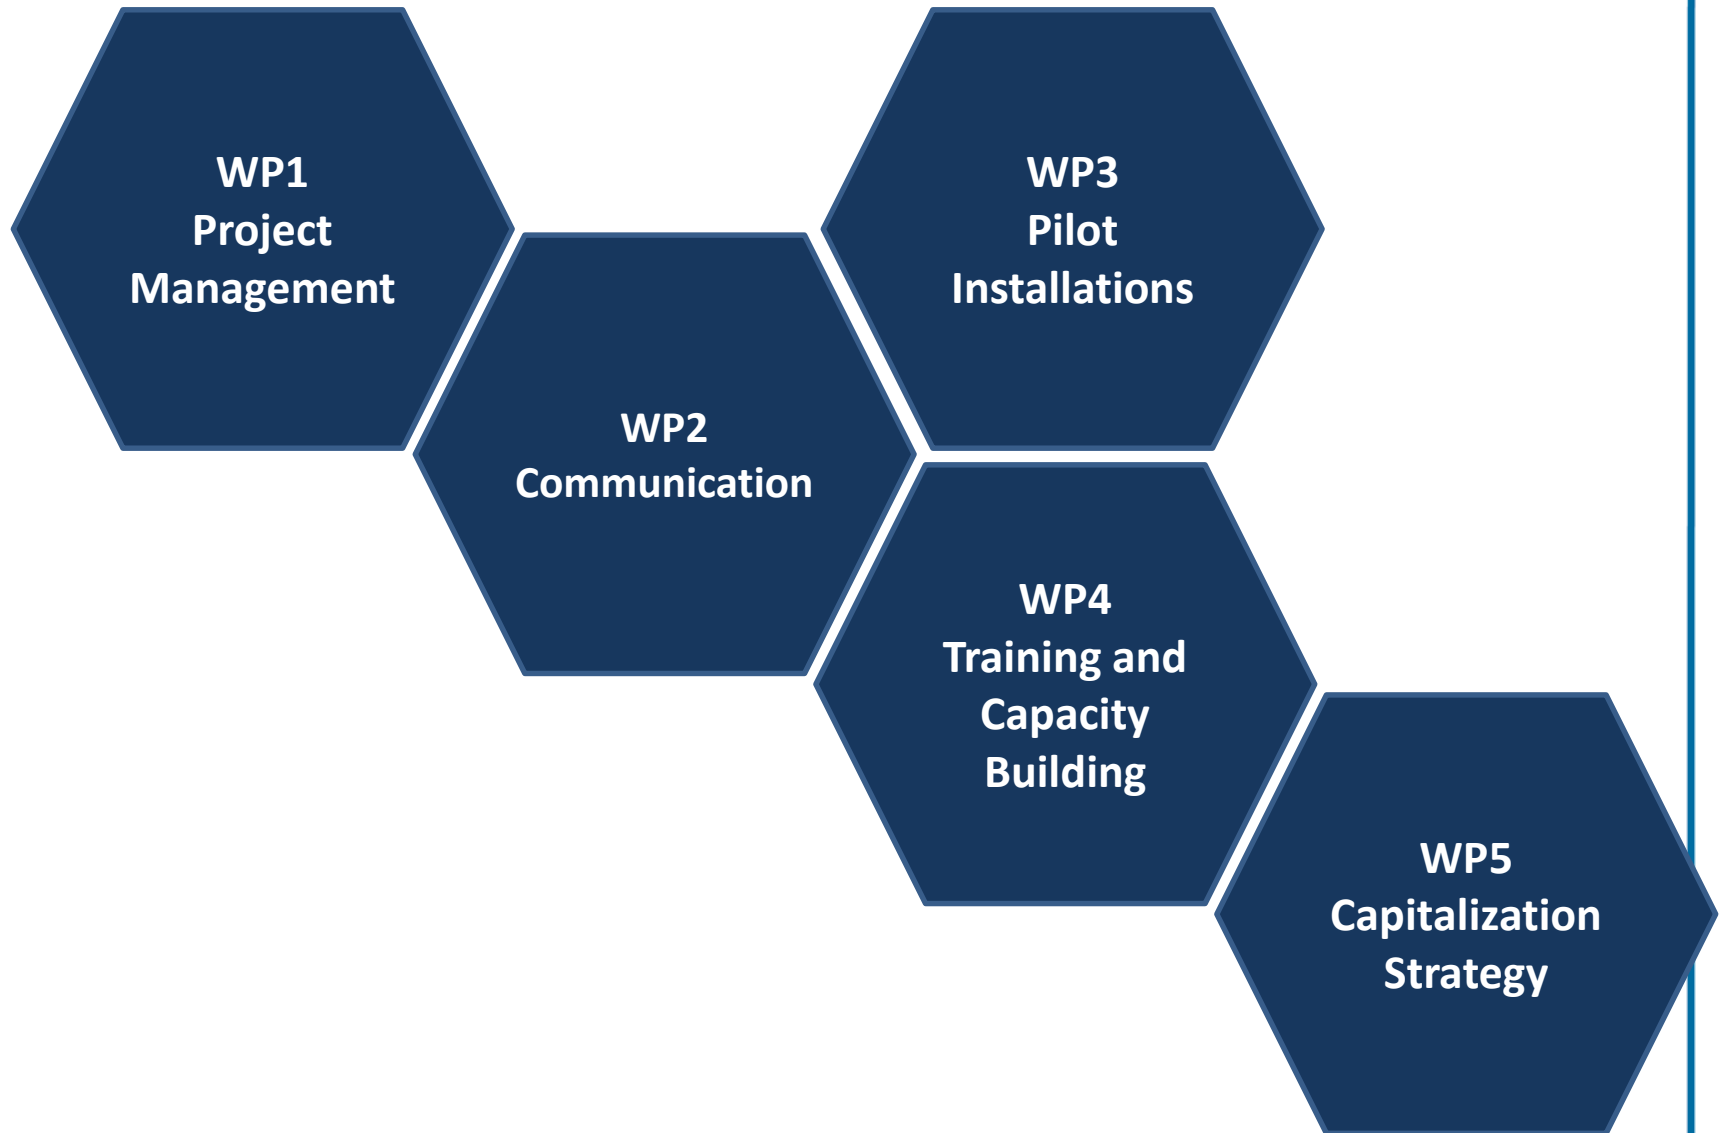 WP1
Project
Management
WP2
Communication
WP3
Pilot
Installations
WP4
Training and
Capacity
Building
WP5
Capitalization
Strategy